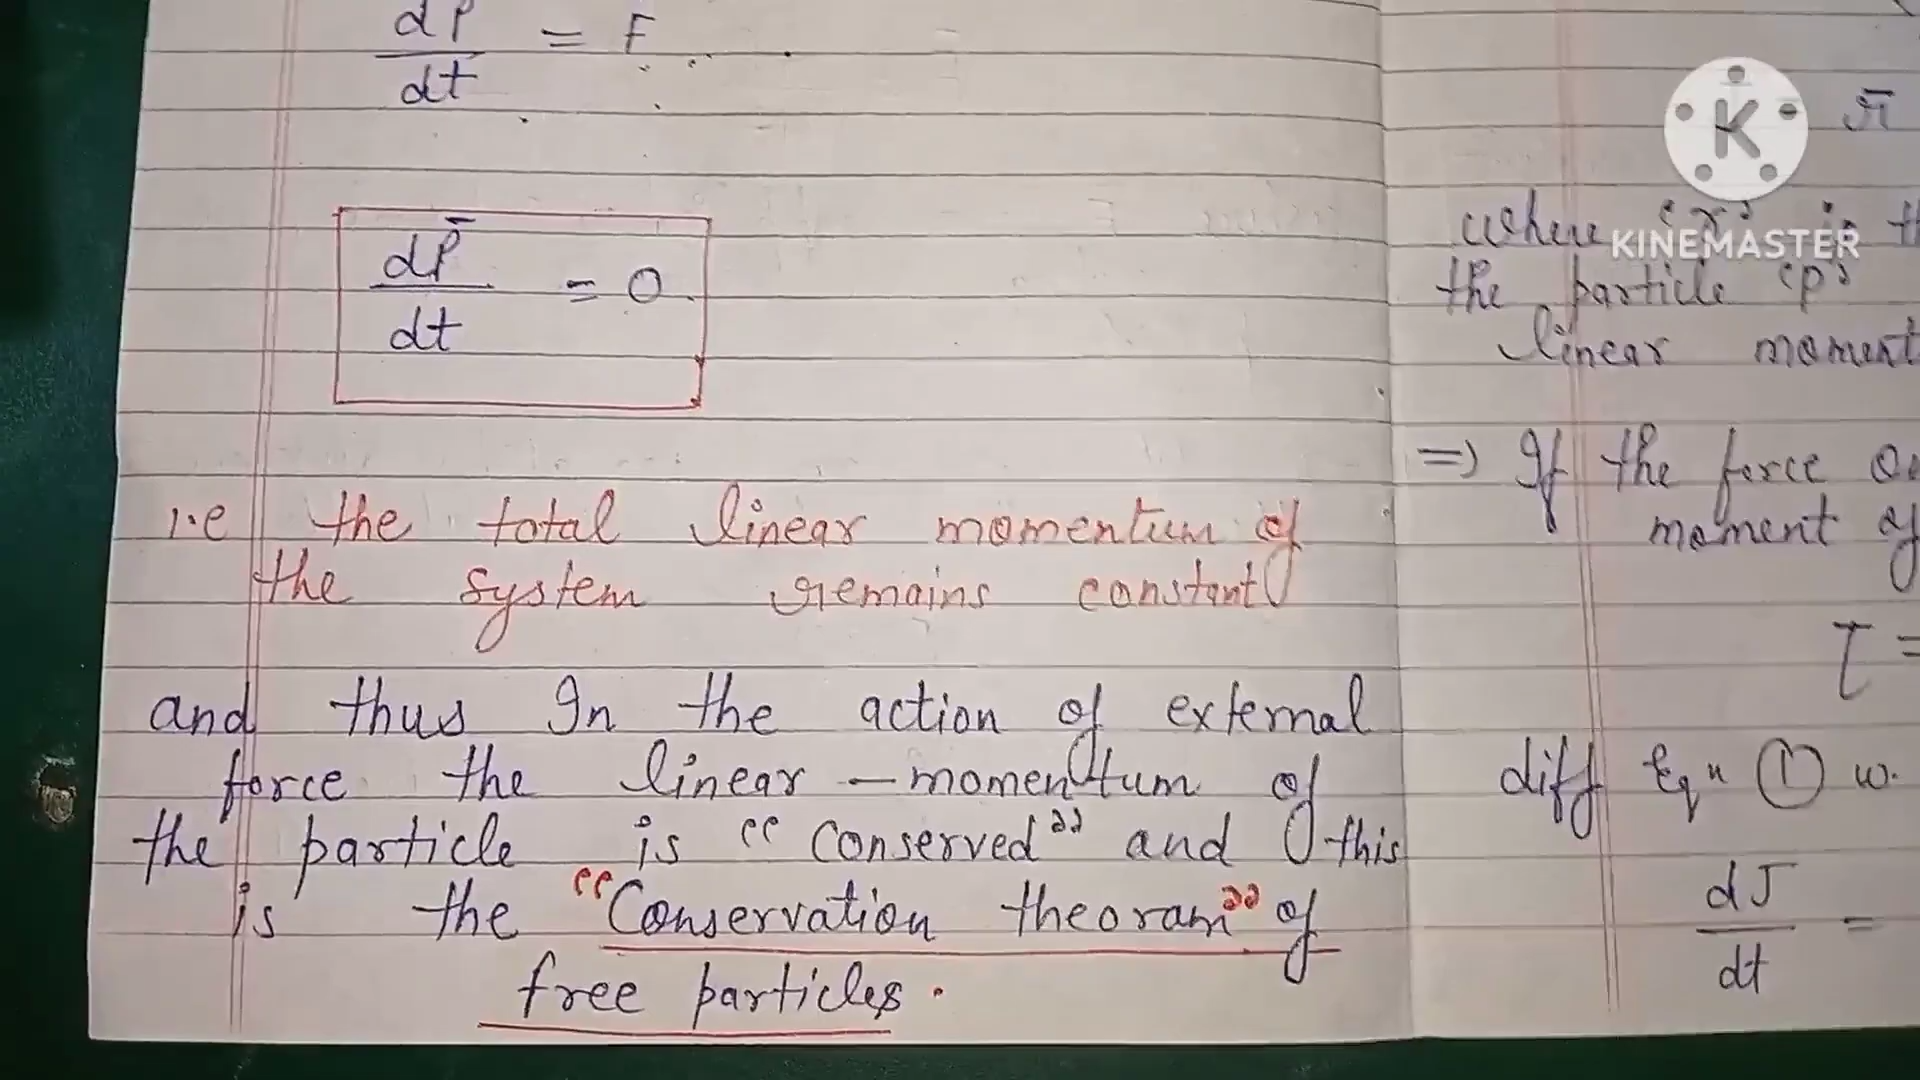 dP
dt = F
dP̄
dt = 0
i.e the total linear momentum of
the system remains constant
and thus In the action of external
force the linear – momentum of
the particle is "conserved" and this
is the "Conservation theoram" of
free particles.
K
KINEMASTER
r̄
where 'r' is
the particle 'p'
linear moment
=> If the force
moment of
τ =
diff Eqn ① w.
dJ
dt =